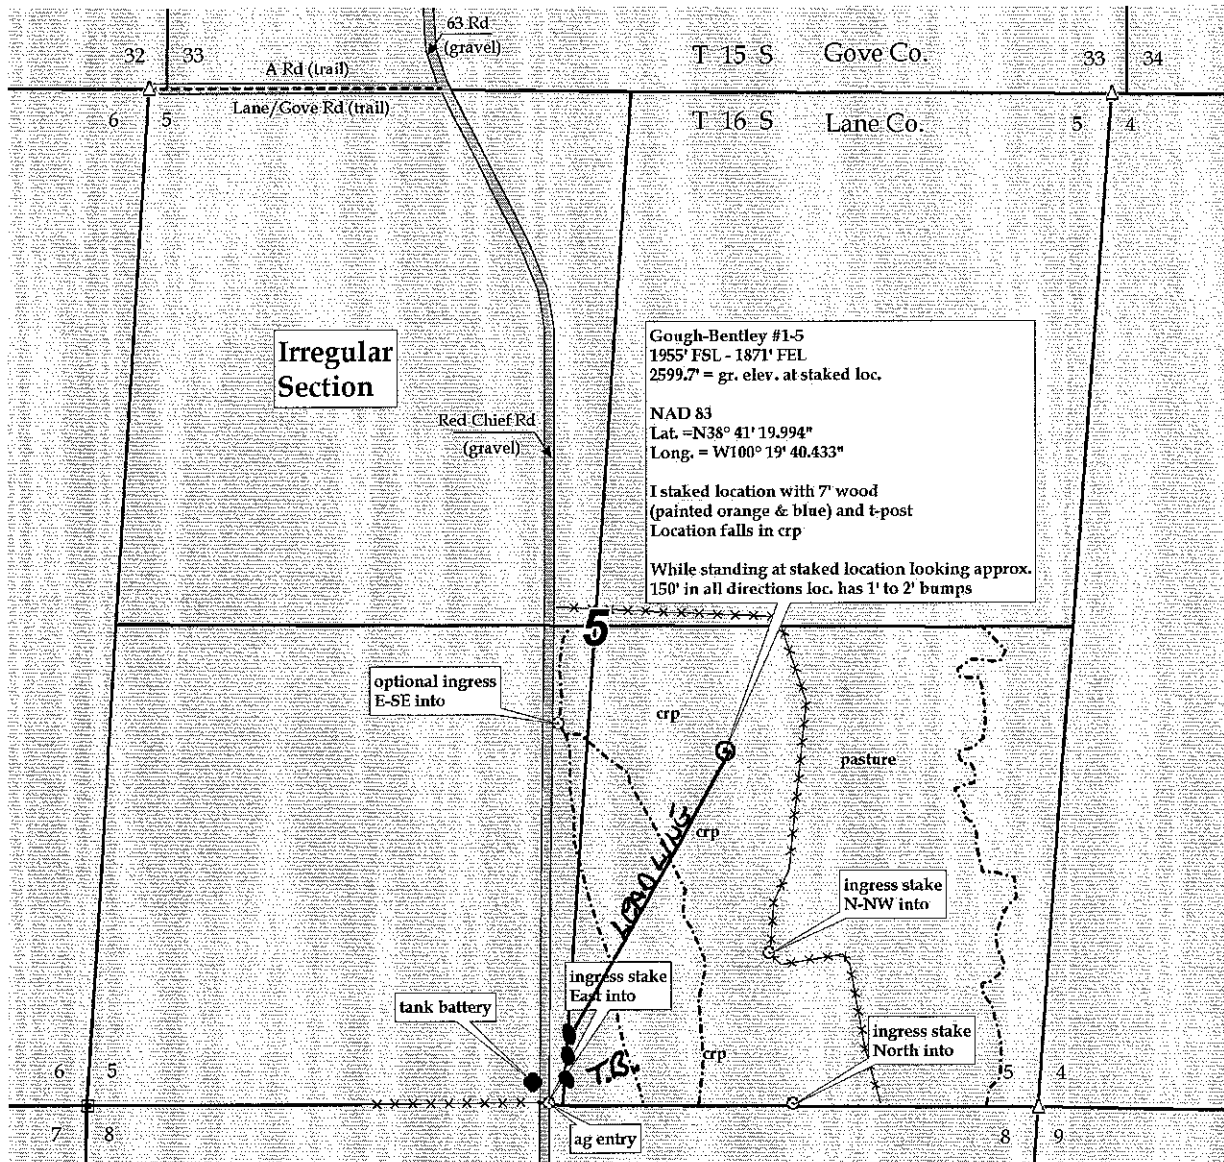 63 Rd
(gravel)
32 33
T 15 S Gove Co.
33 34
A Rd (trail)
Lane/Gove Rd (trail)
6 5
T 16 S Lane Co.
5 4
Irregular
Section
Gough-Bentley #1-5
1955' FSL - 1871' FEL
2599.7' = gr. elev. at staked loc.
NAD 83
Lat. =N38° 41' 19.994"
Long. = W100° 19' 40.433"
I staked location with 7' wood
(painted orange & blue) and t-post
Location falls in crp
While standing at staked location looking approx.
150' in all directions loc. has 1' to 2' bumps
Red Chief Rd
(gravel)
5
optional ingress
E-SE into
crp
pasture
LEAD LINE
crp
ingress stake
N-NW into
ingress stake
East into
tank battery
T.B.
crp
ingress stake
North into
6 5
5 4
7 8
ag entry
8 9